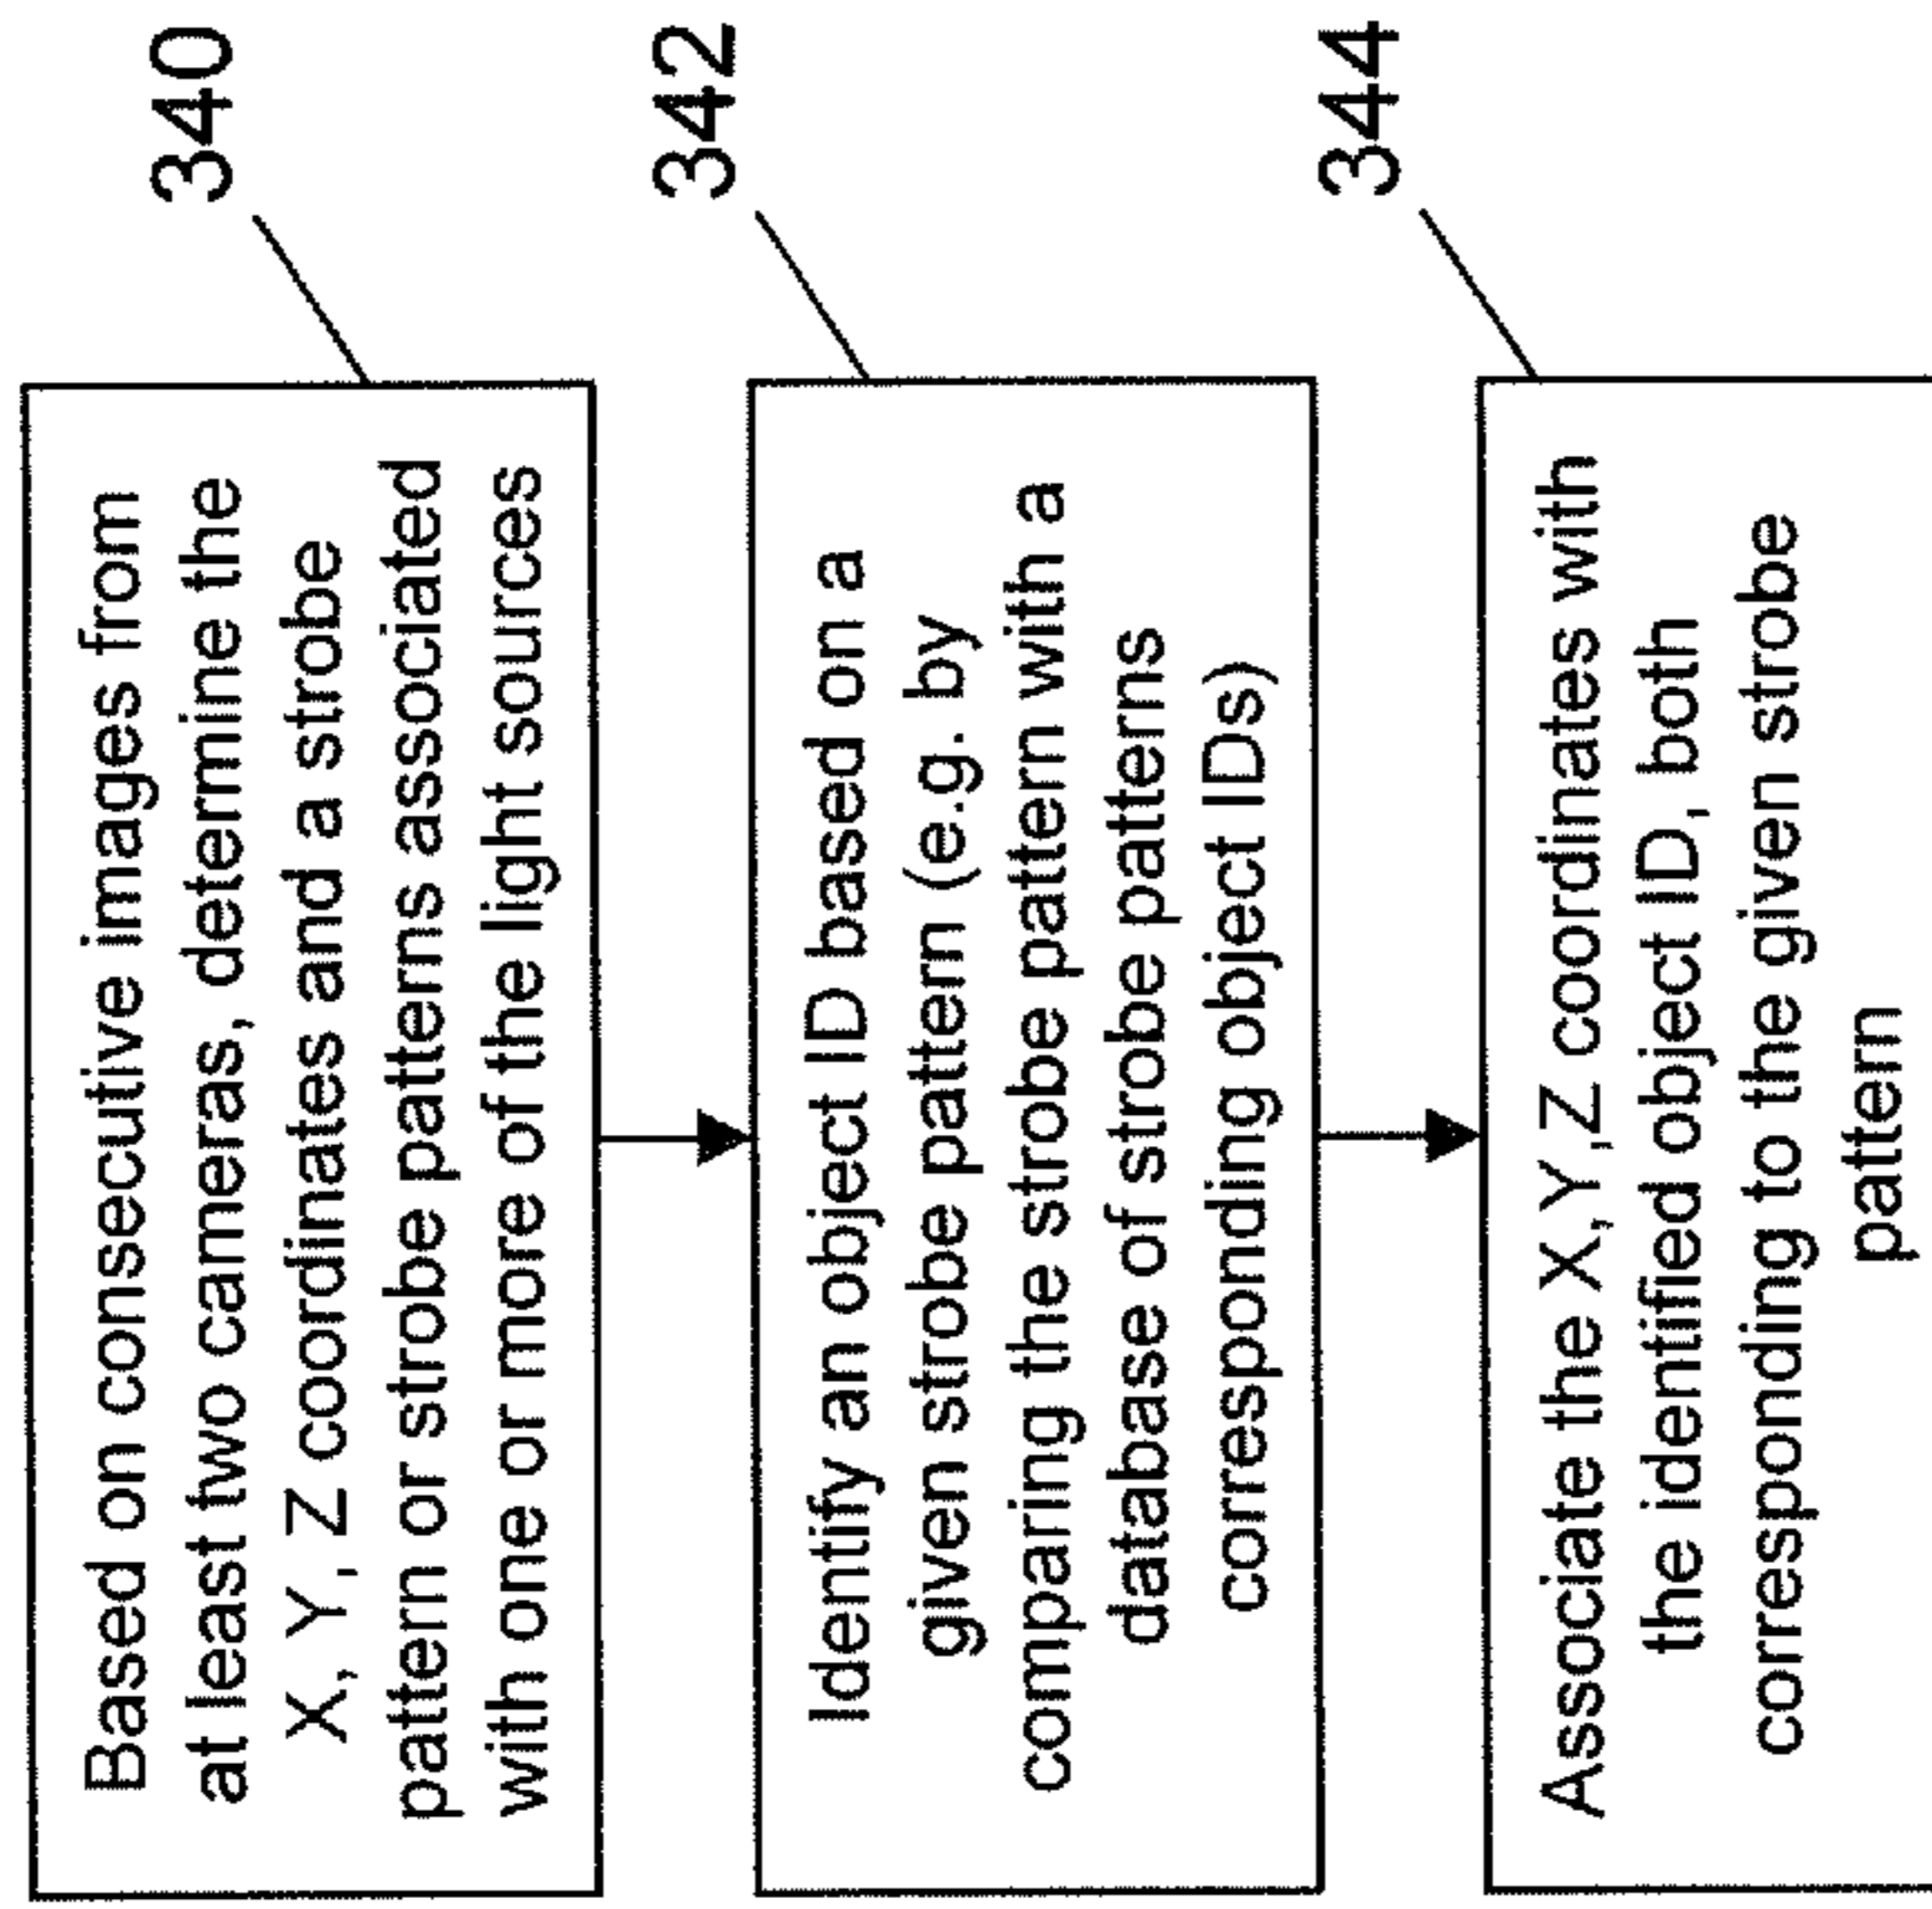 Based on consecutive images from
at least two cameras, determine the
X, Y, Z coordinates and a strobe
pattern or strobe patterns associated
with one or more of the light sources
340
Identify an object ID based on a
given strobe pattern (e.g. by
comparing the strobe pattern with a
database of strobe patterns
corresponding object IDs)
342
Associate the X,Y,Z coordinates with
the identified object ID, both
corresponding to the given strobe
pattern
344